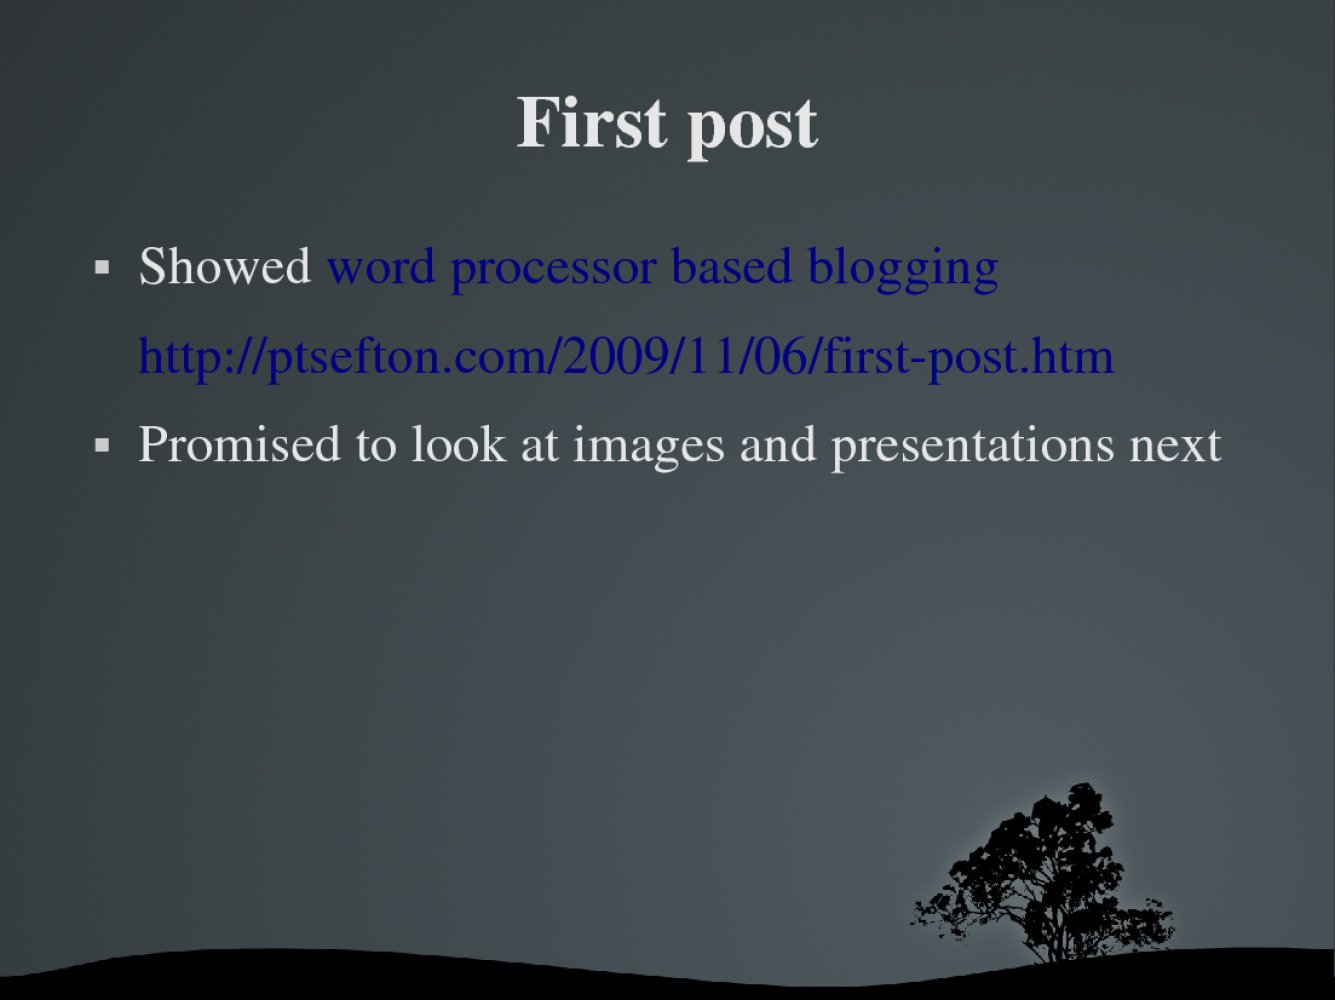 First post
▪ Showed word processor based blogging
http://ptsefton.com/2009/11/06/first-post.htm
▪ Promised to look at images and presentations next